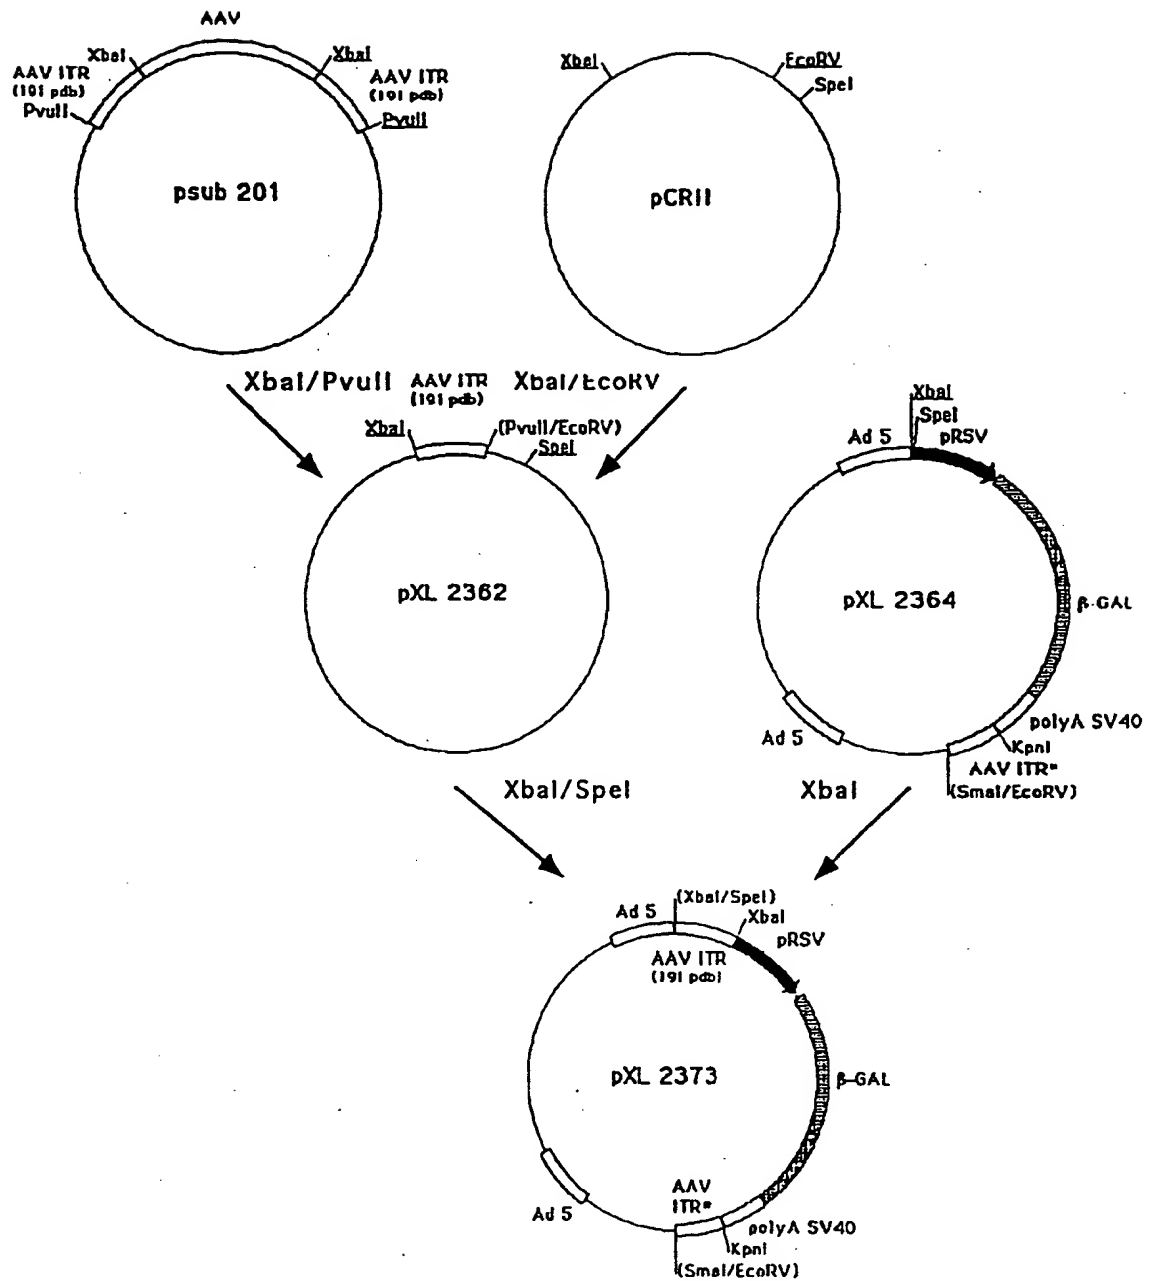 AAV
XbaI
XbaI
AAV ITR
(191 pdb)
PvuII
AAV ITR
(191 pdb)
PvuII
psub 201
XbaI
EcoRV
SpeI
pCRII
XbaI/PvuII
AAV ITR
(191 pdb)
XbaI/EcoRV
XbaI
(PvuII/EcoRV)
SpeI
pXL 2362
XbaI
SpeI
Ad 5
pRSV
pXL 2364
β-GAL
Ad 5
polyA SV40
KpnI
AAV ITR*
(SmaI/EcoRV)
XbaI/SpeI
XbaI
(XbaI/SpeI)
Ad 5
XbaI
pRSV
AAV ITR
(191 pdb)
pXL 2373
β-GAL
Ad 5
AAV
ITR*
polyA SV40
KpnI
(SmaI/EcoRV)